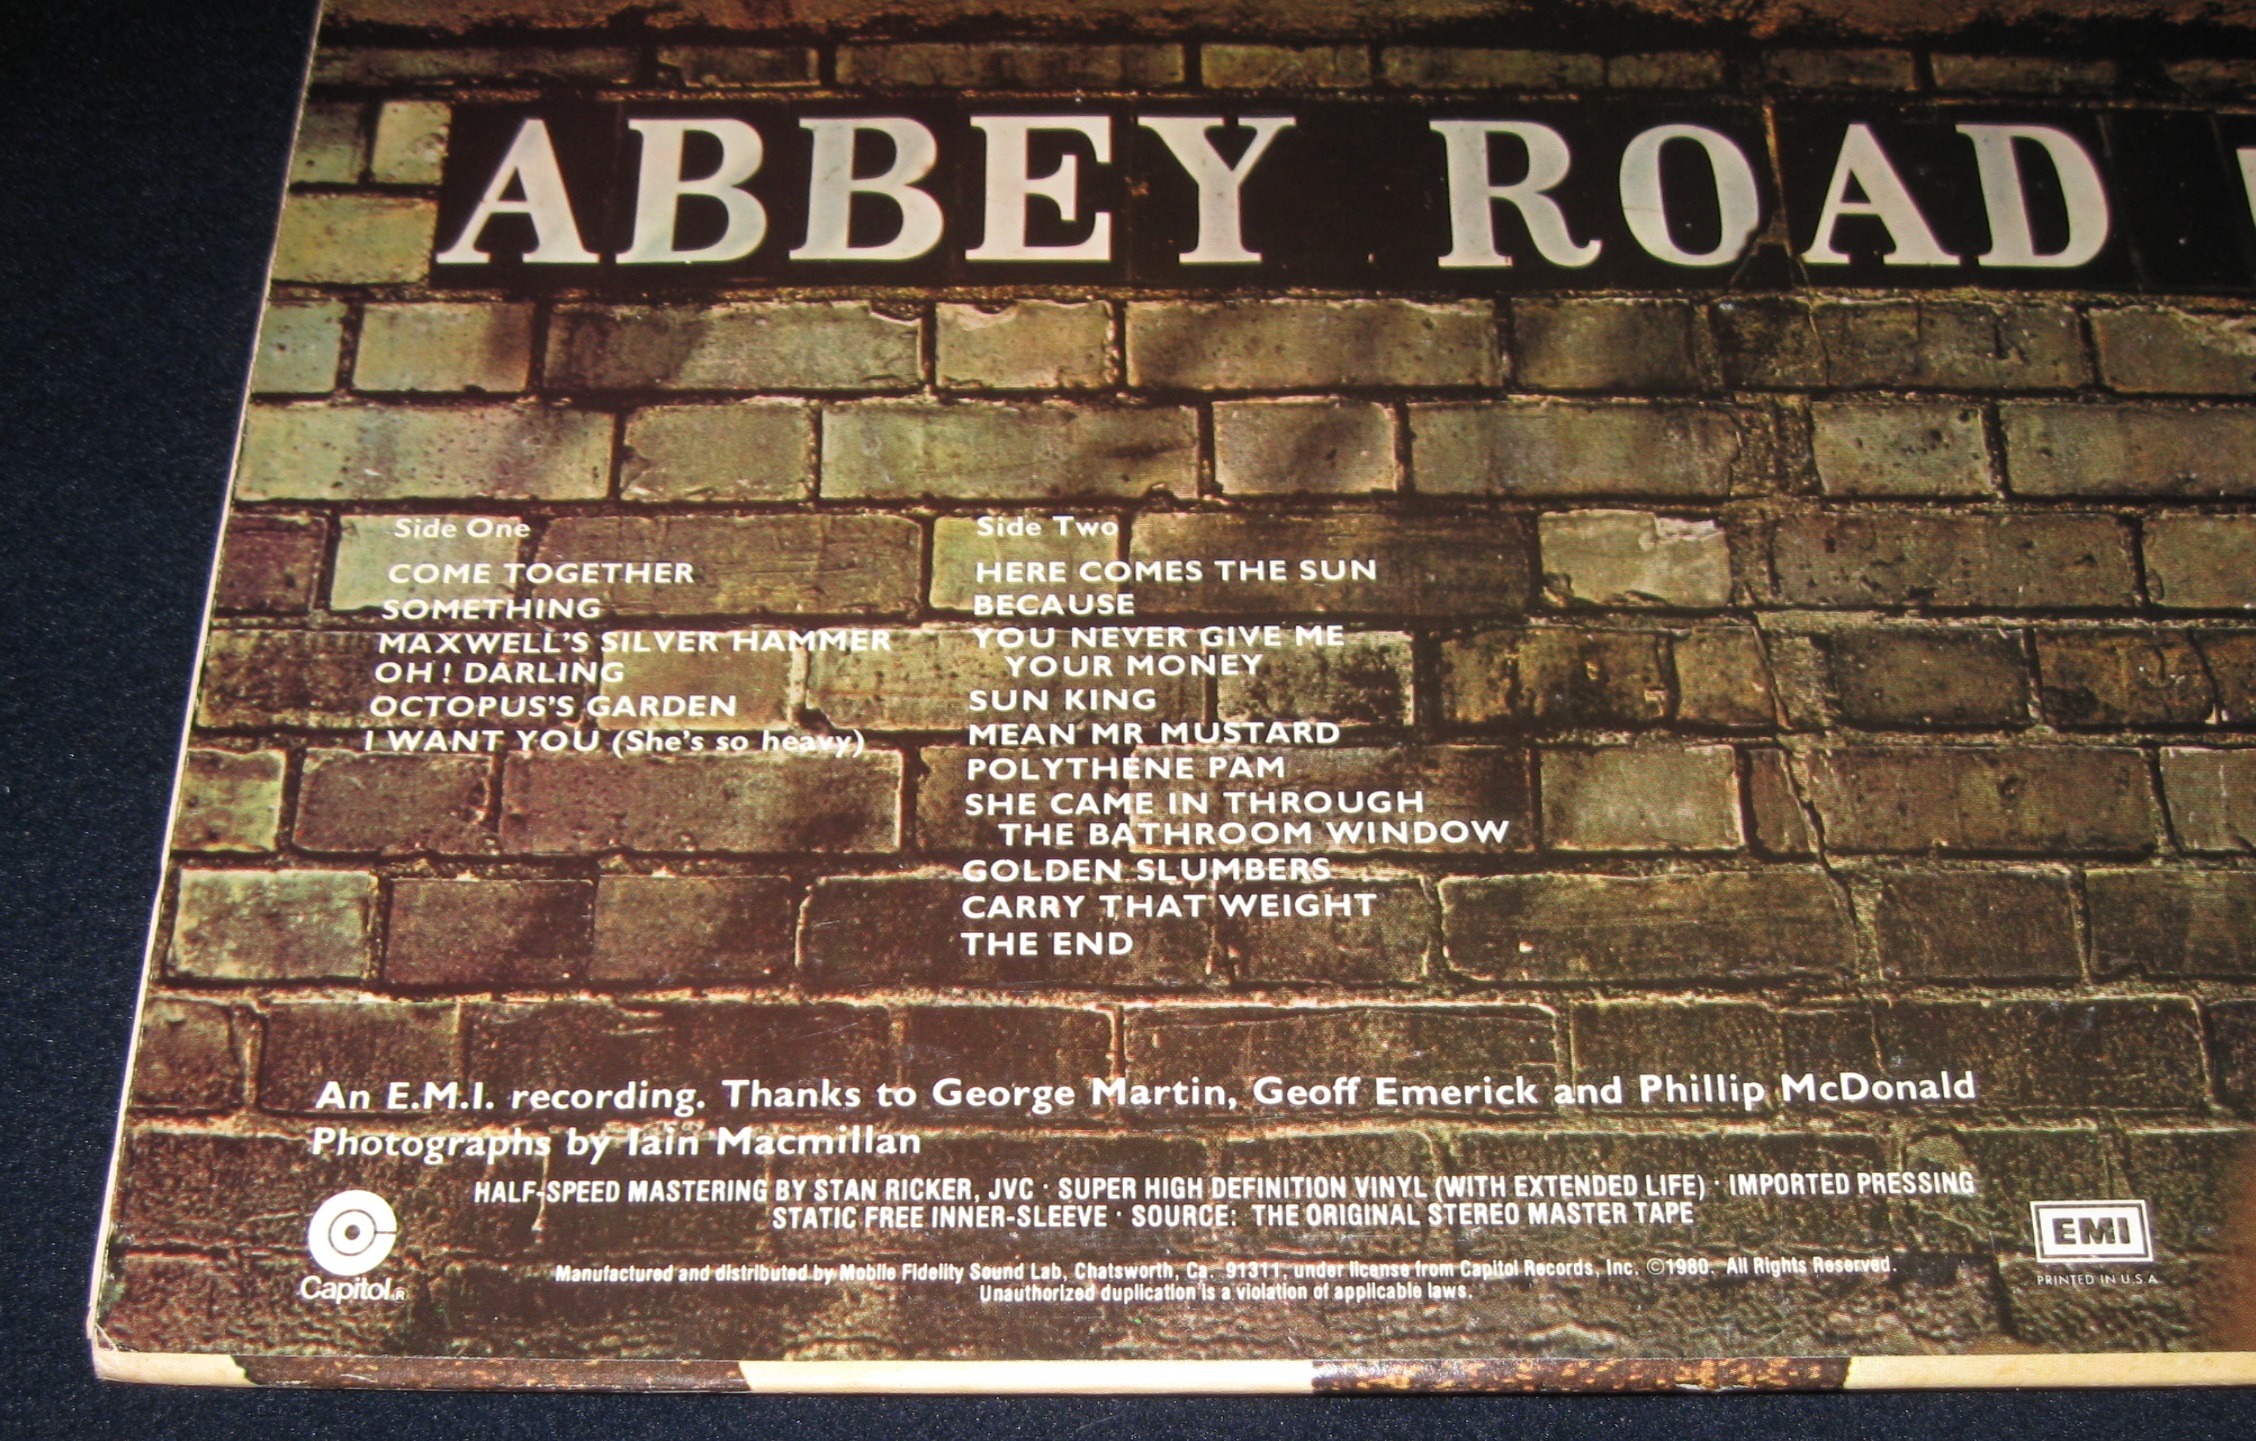 ABBEY ROAD
Side One
COME TOGETHER
SOMETHING
MAXWELL'S SILVER HAMMER
OH! DARLING
OCTOPUS'S GARDEN
I WANT YOU (She's so heavy)
Side Two
HERE COMES THE SUN
BECAUSE
YOU NEVER GIVE ME
YOUR MONEY
SUN KING
MEAN MR MUSTARD
POLYTHENE PAM
SHE CAME IN THROUGH
THE BATHROOM WINDOW
GOLDEN SLUMBERS
CARRY THAT WEIGHT
THE END
An E.M.I. recording. Thanks to George Martin, Geoff Emerick and Phillip McDonald
Photographs by Iain Macmillan
HALF-SPEED MASTERING BY STAN RICKER, JVC · SUPER HIGH DEFINITION VINYL (WITH EXTENDED LIFE) · IMPORTED PRESSING
STATIC FREE INNER-SLEEVE · SOURCE: THE ORIGINAL STEREO MASTER TAPE
Capitol®
Manufactured and distributed by Mobile Fidelity Sound Lab, Chatsworth, Ca. 91311, under license from Capitol Records, Inc. ©1980. All Rights Reserved.
Unauthorized duplication is a violation of applicable laws.
EMI
PRINTED IN U.S.A.